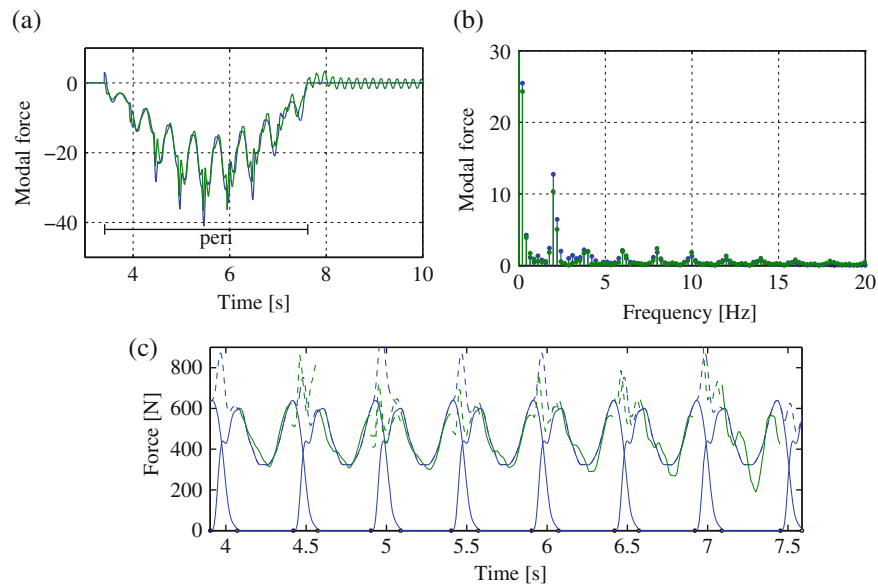 (a)
0
−20
−40
Modal force
peri
4
6
8
10
Time [s]
(b)
30
20
10
0
Modal force
0
5
10
15
20
Frequency [Hz]
(c)
800
600
400
200
0
Force [N]
4
4.5
5
5.5
6
6.5
7
7.5
Time [s]